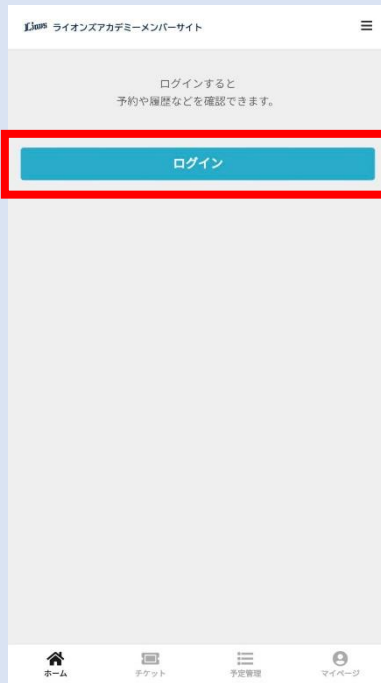 Lions ライオンズアカデミーメンバーサイト
ログインすると
予約や履歴などを確認できます。
ログイン
ホーム
チケット
予定管理
マイページ